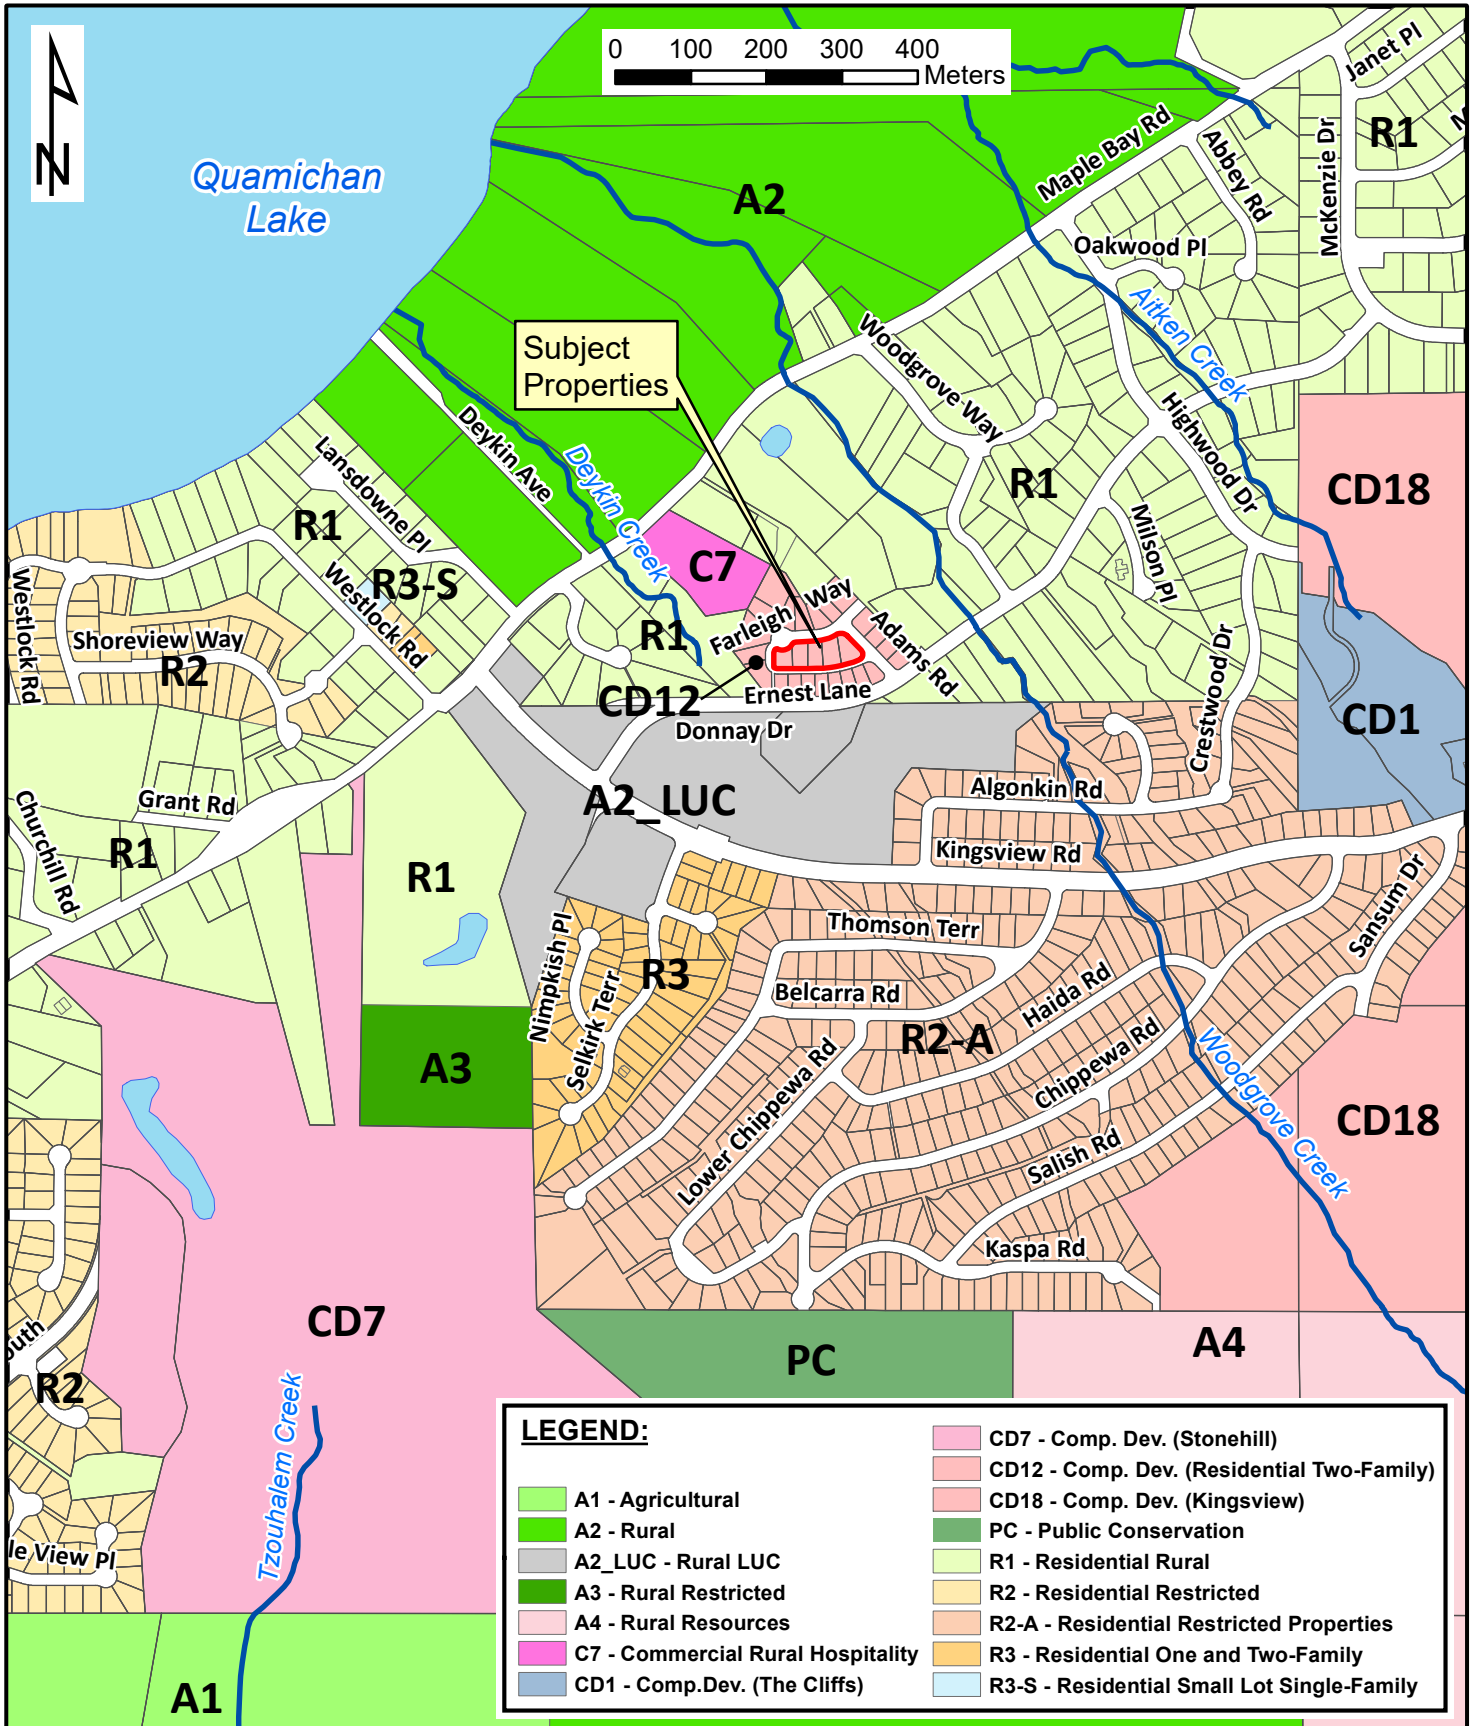 0 100 200 300 400
Meters
N
Quamichan
Lake
A2
Maple Bay Rd
Abbey Rd
Janet Pl
McKenzie Dr
R1
Oakwood Pl
Aitken Creek
Subject
Properties
Woodgrove Way
Highwood Dr
CD18
Deykin Ave
Deykin Creek
Lansdowne Pl
R1
R1
Milson Pl
Westlock Rd
R3-S
Westlock Rd
C7
Farleigh Way
Adams Rd
Shoreview Way
R2
R1
CD12
Ernest Lane
Donnay Dr
Crestwood Dr
CD1
A2_LUC
Algonkin Rd
Grant Rd
Churchill Rd
R1
R1
Kingsview Rd
Sansum Dr
Thomson Terr
Nimpkish Pl
R3
Selkirk Terr
Belcarra Rd
Haida Rd
R2-A
A3
Lower Chippewa Rd
Chippewa Rd
Woodgrove Creek
Salish Rd
CD18
Kaspa Rd
CD7
outh
R2
PC
A4
Tzouhalem Creek
le View Pl
A1
LEGEND:
A1 - Agricultural
A2 - Rural
A2_LUC - Rural LUC
A3 - Rural Restricted
A4 - Rural Resources
C7 - Commercial Rural Hospitality
CD1 - Comp.Dev. (The Cliffs)
CD7 - Comp. Dev. (Stonehill)
CD12 - Comp. Dev. (Residential Two-Family)
CD18 - Comp. Dev. (Kingsview)
PC - Public Conservation
R1 - Residential Rural
R2 - Residential Restricted
R2-A - Residential Restricted Properties
R3 - Residential One and Two-Family
R3-S - Residential Small Lot Single-Family